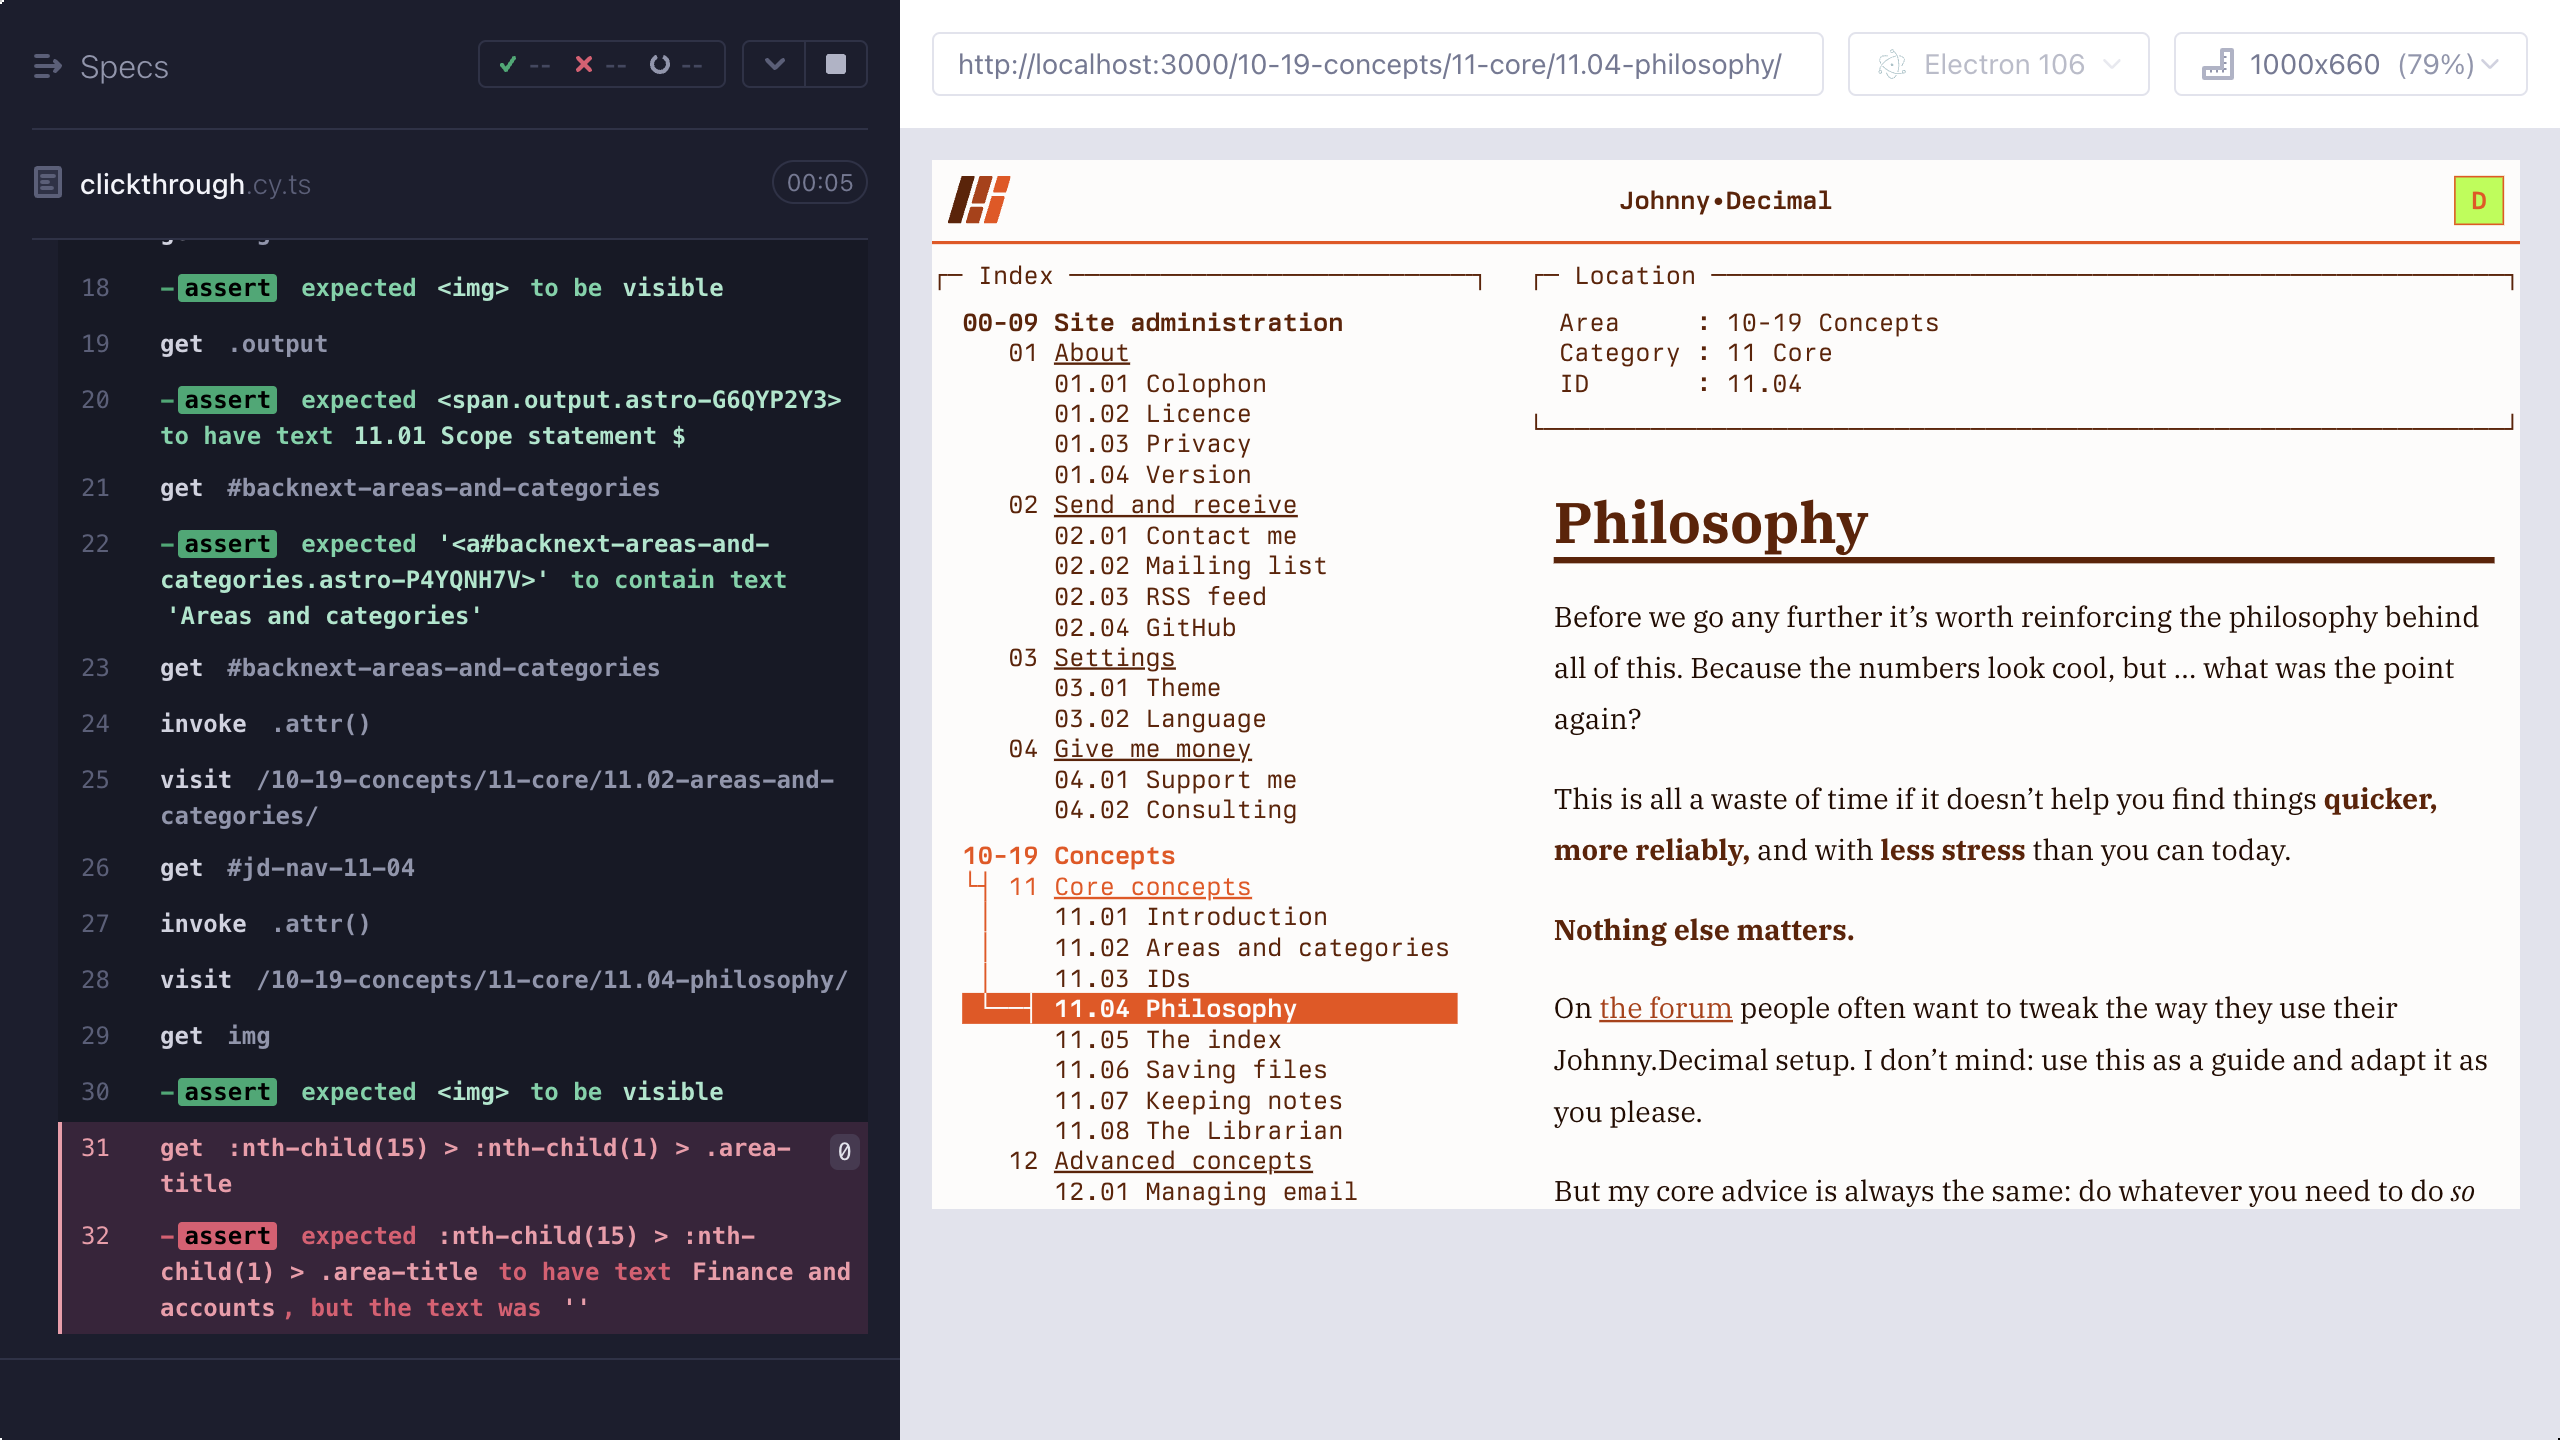 Specs
-- -- --
clickthrough.cy.ts
00:05
18 -assert expected <img> to be visible
19 get .output
20 -assert expected <span.output.astro-G6QYP2Y3>
to have text 11.01 Scope statement $
21 get #backnext-areas-and-categories
22 -assert expected '<a#backnext-areas-and-
categories.astro-P4YQNH7V>' to contain text
'Areas and categories'
23 get #backnext-areas-and-categories
24 invoke .attr()
25 visit /10-19-concepts/11-core/11.02-areas-and-
categories/
26 get #jd-nav-11-04
27 invoke .attr()
28 visit /10-19-concepts/11-core/11.04-philosophy/
29 get img
30 -assert expected <img> to be visible
31 get :nth-child(15) > :nth-child(1) > .area-
title
0
32 -assert expected :nth-child(15) > :nth-
child(1) > .area-title to have text Finance and
accounts, but the text was ''
http://localhost:3000/10-19-concepts/11-core/11.04-philosophy/
Electron 106
1000x660 (79%)
Johnny•Decimal
D
Index
00-09 Site administration
01 About
01.01 Colophon
01.02 Licence
01.03 Privacy
01.04 Version
02 Send and receive
02.01 Contact me
02.02 Mailing list
02.03 RSS feed
02.04 GitHub
03 Settings
03.01 Theme
03.02 Language
04 Give me money
04.01 Support me
04.02 Consulting
10-19 Concepts
11 Core concepts
11.01 Introduction
11.02 Areas and categories
11.03 IDs
11.04 Philosophy
11.05 The index
11.06 Saving files
11.07 Keeping notes
11.08 The Librarian
12 Advanced concepts
12.01 Managing email
Location
Area : 10-19 Concepts
Category : 11 Core
ID : 11.04
Philosophy
Before we go any further it’s worth reinforcing the philosophy behind
all of this. Because the numbers look cool, but … what was the point
again?
This is all a waste of time if it doesn’t help you find things quicker,
more reliably, and with less stress than you can today.
Nothing else matters.
On the forum people often want to tweak the way they use their
Johnny.Decimal setup. I don’t mind: use this as a guide and adapt it as
you please.
But my core advice is always the same: do whatever you need to do so